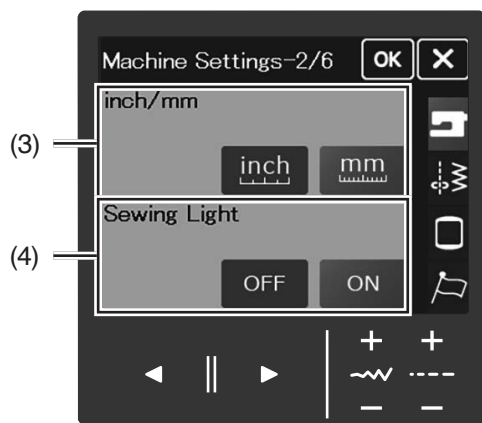 Machine Settings-2/6 OK
inch/mm
(3)
inch mm
Sewing Light
(4)
OFF ON